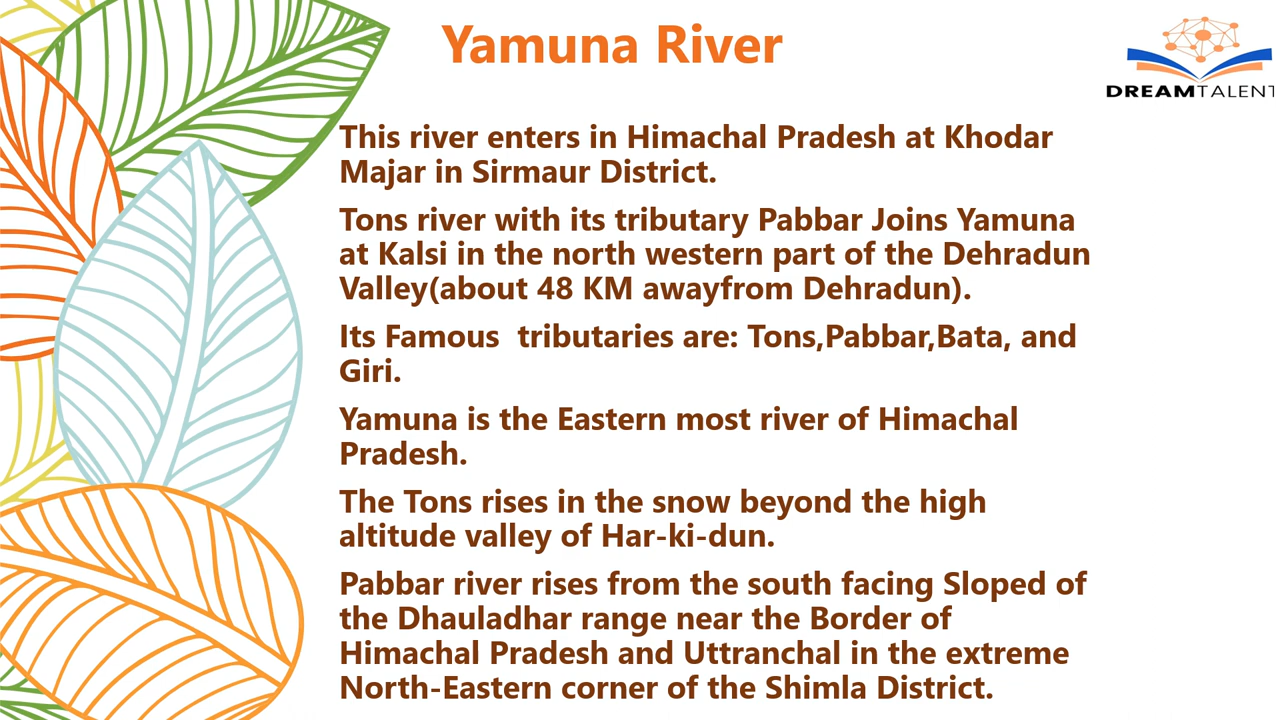 Yamuna River
DREAMTALENT
This river enters in Himachal Pradesh at Khodar
Majar in Sirmaur District.
Tons river with its tributary Pabbar Joins Yamuna
at Kalsi in the north western part of the Dehradun
Valley(about 48 KM awayfrom Dehradun).
Its Famous  tributaries are: Tons,Pabbar,Bata, and
Giri.
Yamuna is the Eastern most river of Himachal
Pradesh.
The Tons rises in the snow beyond the high
altitude valley of Har-ki-dun.
Pabbar river rises from the south facing Sloped of
the Dhauladhar range near the Border of
Himachal Pradesh and Uttranchal in the extreme
North-Eastern corner of the Shimla District.